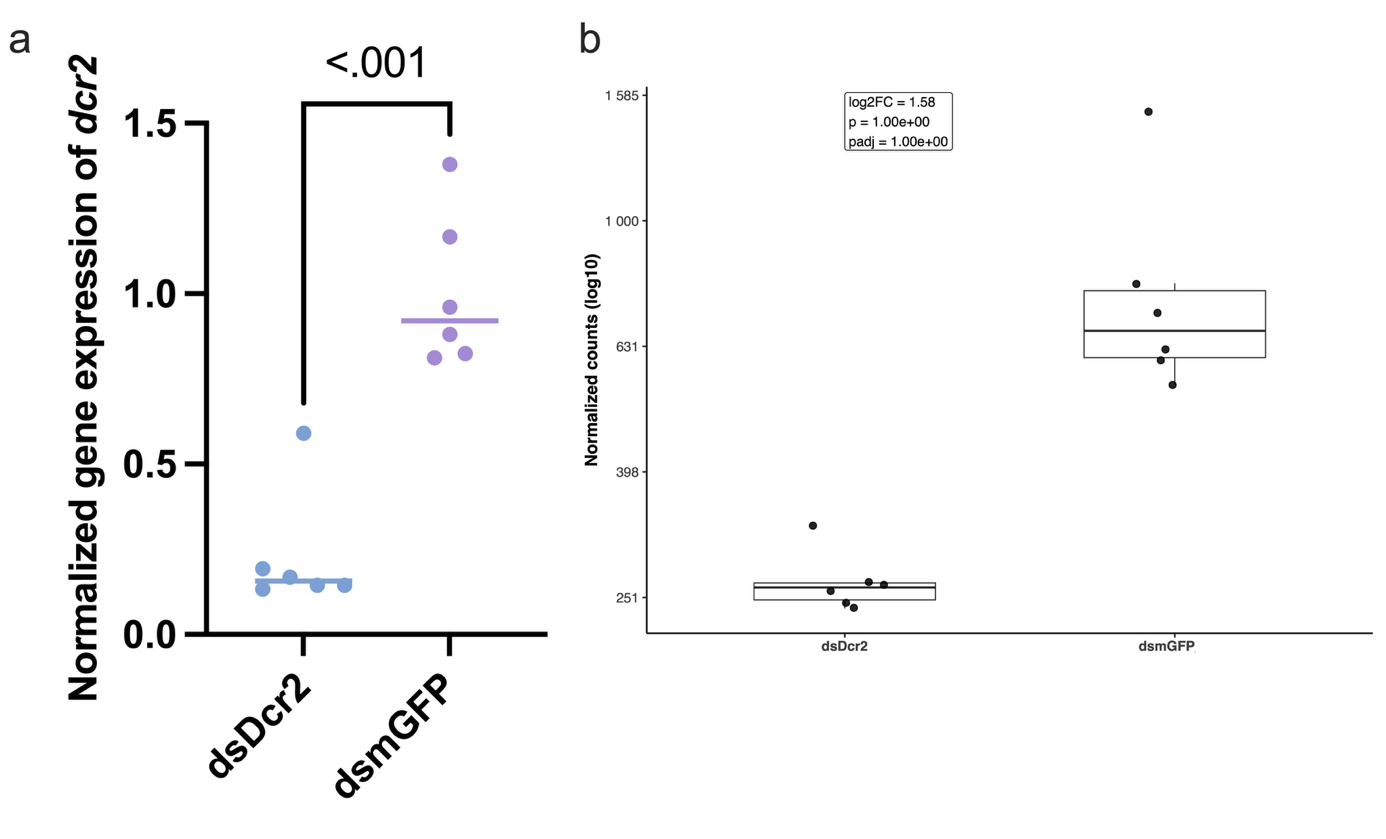 a
Normalized gene expression of dcr2
<.001
1.5
1.0
0.5
0.0
dsDcr2
dsmGFP
b
Normalized counts (log10)
1 585
1 000
631
398
251
log2FC = 1.58
p = 1.00e+00
padj = 1.00e+00
dsDcr2
dsmGFP